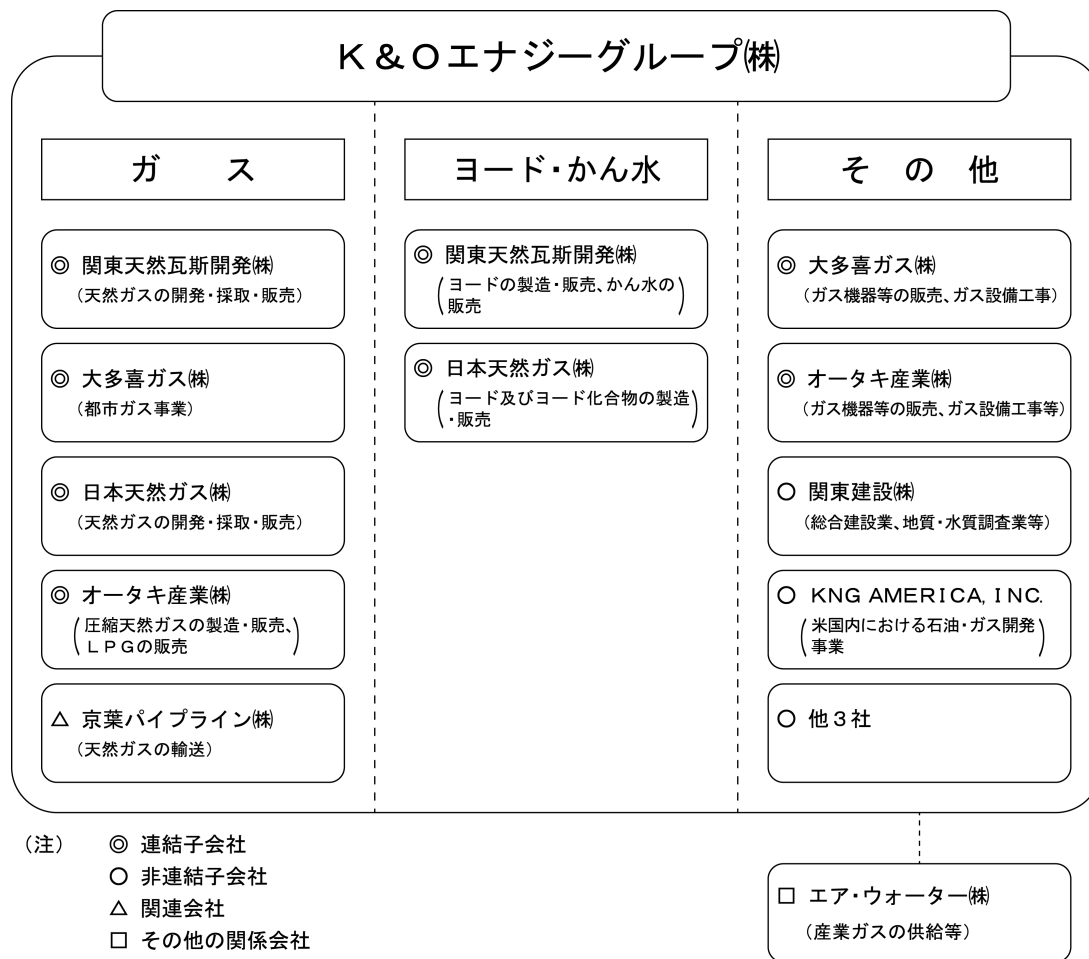 K&Oエナジーグループ㈱
ガス
◎ 関東天然瓦斯開発㈱
(天然ガスの開発・採取・販売)
◎ 大多喜ガス㈱
(都市ガス事業)
◎ 日本天然ガス㈱
(天然ガスの開発・採取・販売)
◎ オータキ産業㈱
(圧縮天然ガスの製造・販売、
LPGの販売)
△ 京葉パイプライン㈱
(天然ガスの輸送)
ヨード・かん水
◎ 関東天然瓦斯開発㈱
(ヨードの製造・販売、かん水の
販売)
◎ 日本天然ガス㈱
(ヨード及びヨード化合物の製造
・販売)
その他
◎ 大多喜ガス㈱
(ガス機器等の販売、ガス設備工事)
◎ オータキ産業㈱
(ガス機器等の販売、ガス設備工事等)
○ 関東建設㈱
(総合建設業、地質・水質調査業等)
○ KNG AMERICA, INC.
(米国内における石油・ガス開発
事業)
○ 他3社
(注) ◎ 連結子会社
○ 非連結子会社
△ 関連会社
□ その他の関係会社
□ エア・ウォーター㈱
(産業ガスの供給等)